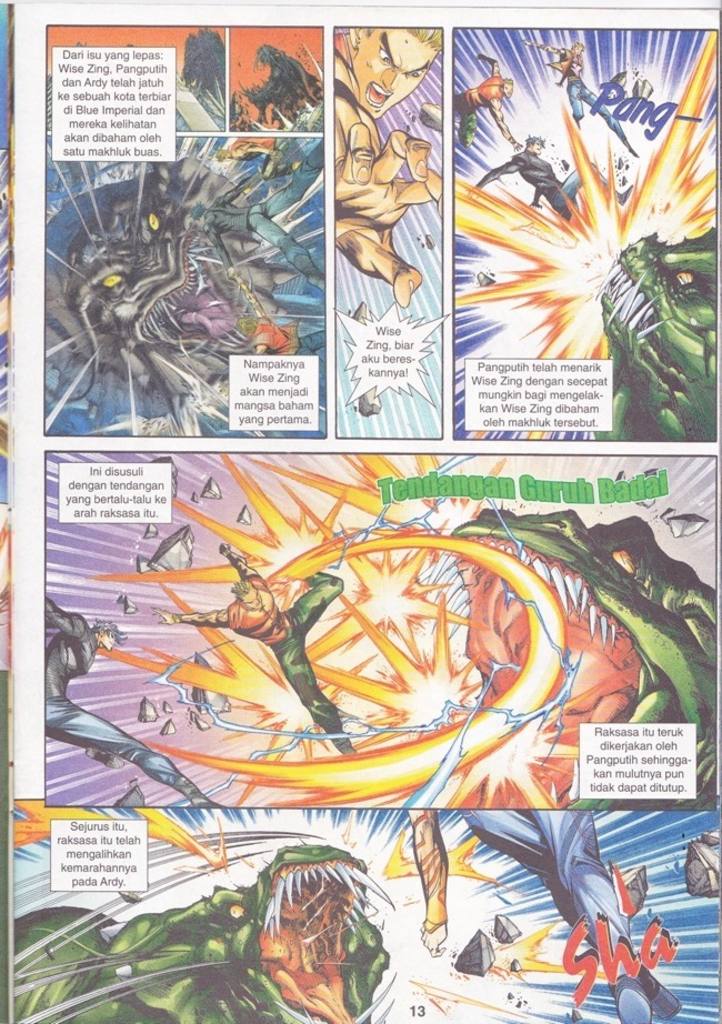 Dari isu yang lepas:
Wise Zing, Pangputih
dan Ardy telah jatuh
ke sebuah kota terbiar
di Blue Imperial dan
mereka kelihatan
akan dibaham oleh
satu makhluk buas.
Nampaknya
Wise Zing
akan menjadi
mangsa baham
yang pertama.
Wise
Zing, biar
aku beres-
kannya!
Pang
Pangputih telah menarik
Wise Zing dengan secepat
mungkin bagi mengelak-
kan Wise Zing dibaham
oleh makhluk tersebut.
Ini disusuli
dengan tendangan
yang bertalu-talu ke
arah raksasa itu.
Tendangan Guruh Badai
Raksasa itu teruk
dikerjakan oleh
Pangputih sehingga-
kan mulutnya pun
tidak dapat ditutup.
Sejurus itu,
raksasa itu telah
mengalihkan
kemarahannya
pada Ardy.
Sha
13